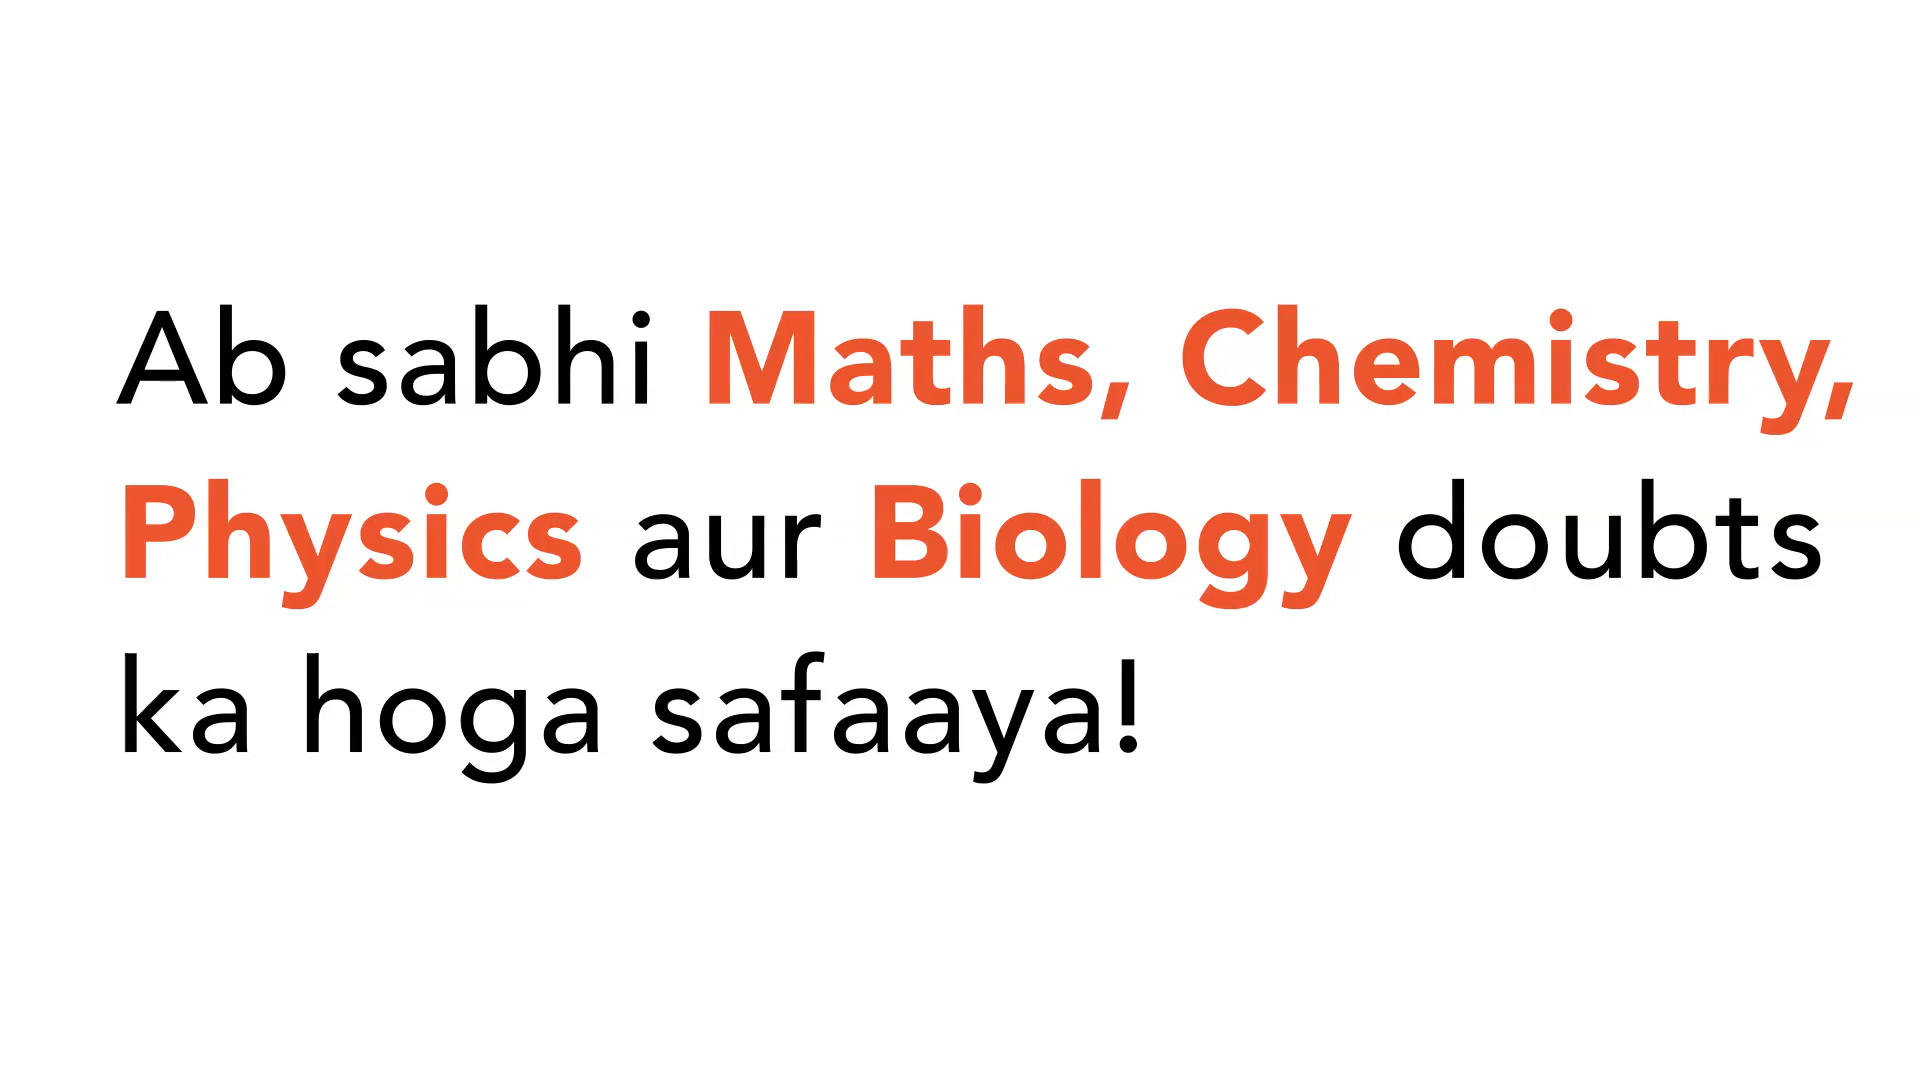 Ab sabhi Maths, Chemistry,
Physics aur Biology doubts
ka hoga safaaya!